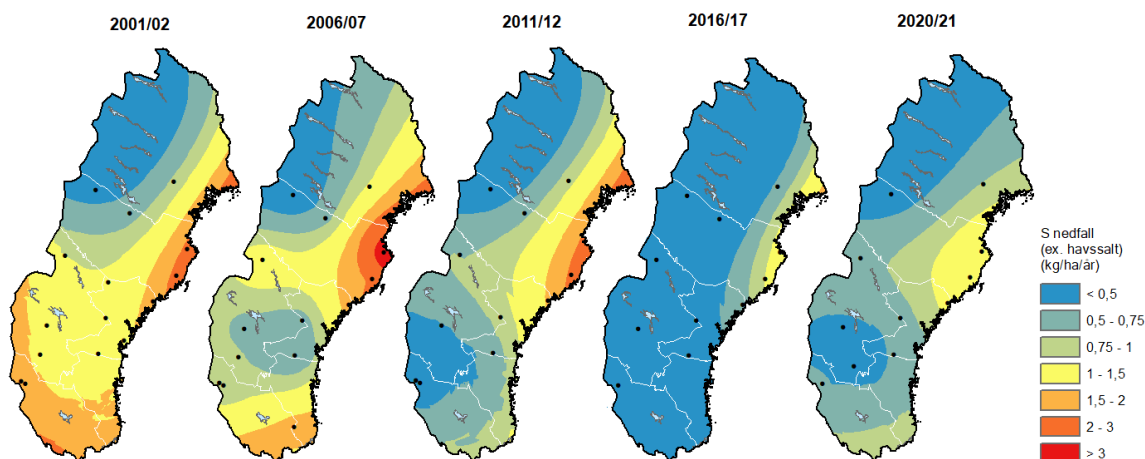 2001/02
2006/07
2011/12
2016/17
2020/21
S nedfall
(ex. havssalt)
(kg/ha/år)
< 0,5
0,5 - 0,75
0,75 - 1
1 - 1,5
1,5 - 2
2 - 3
> 3